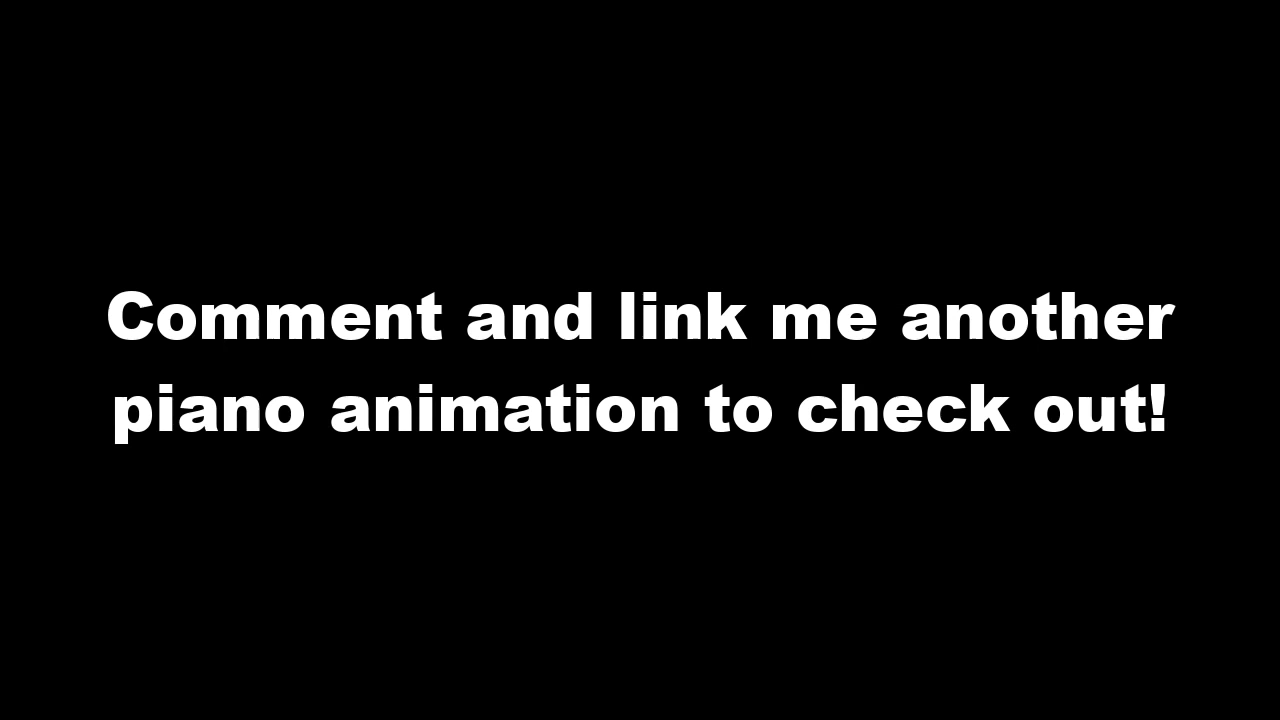 Comment and link me another
piano animation to check out!